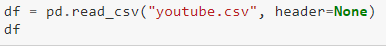 df = pd.read_csv("youtube.csv", header=None)
df